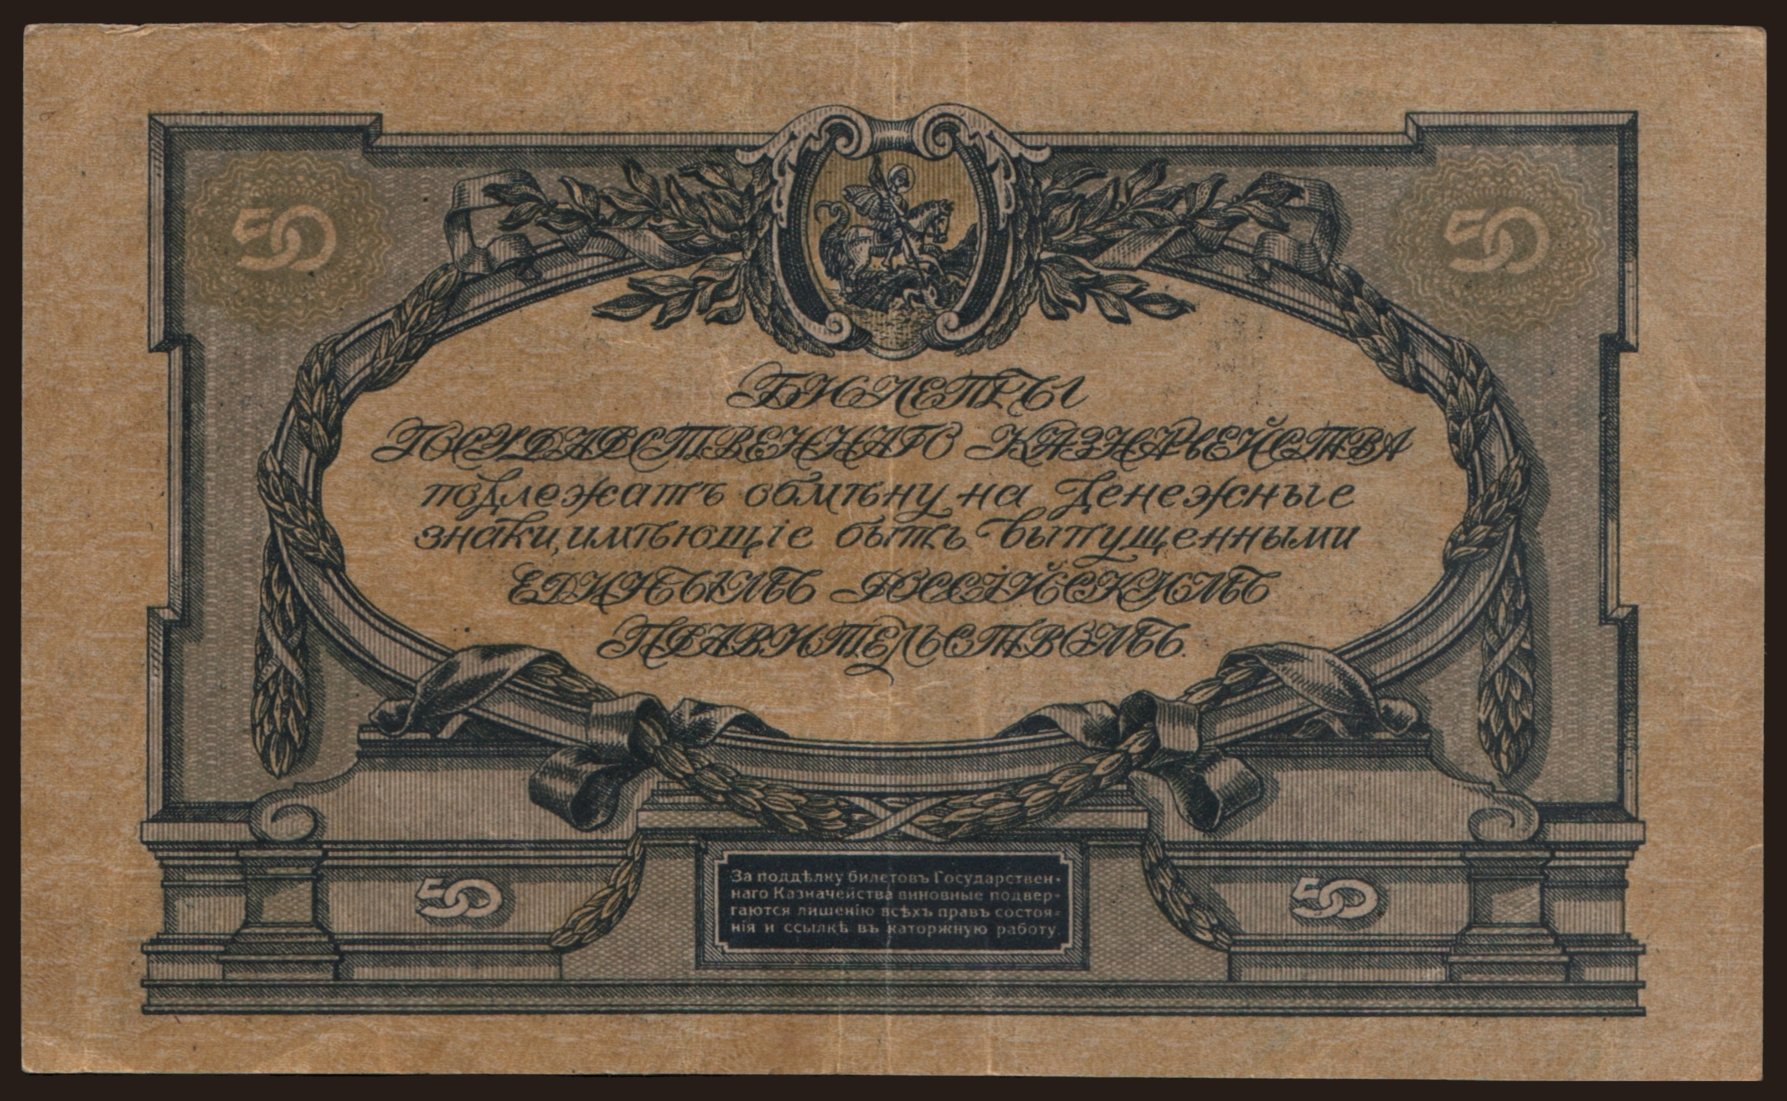 50
50
БИЛЕТЫ
ГОСУДАРСТВЕННАГО КАЗНАЧЕЙСТВА
подлежатъ обмѣну на денежные
знаки, имѣющіе быть выпущенными
ЕДИНЫМЪ РОССІЙСКИМЪ
ПРАВИТЕЛЬСТВОМЪ.
50
За поддѣлку билетовъ Государствен-
наго Казначейства виновные подвер-
гаются лишенію всѣхъ правъ состоя-
нія и ссылкѣ въ каторжную работу.
50